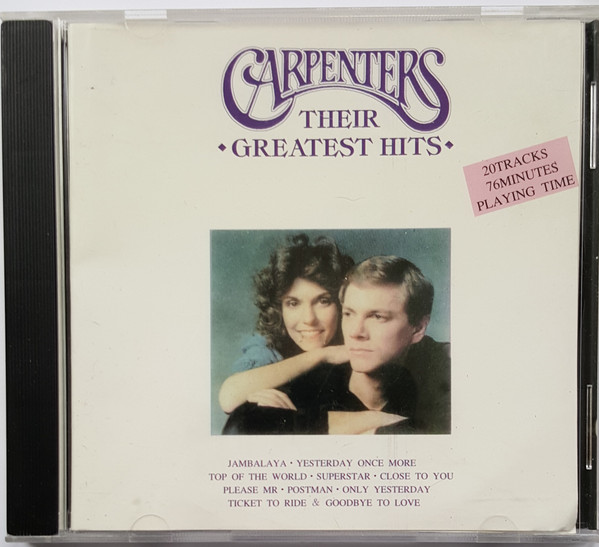 CARPENTERS
THEIR
◆GREATEST HITS◆
20TRACKS
76MINUTES
PLAYING TIME
JAMBALAYA • YESTERDAY ONCE MORE
TOP OF THE WORLD • SUPERSTAR • CLOSE TO YOU
PLEASE MR • POSTMAN • ONLY YESTERDAY
TICKET TO RIDE & GOODBYE TO LOVE